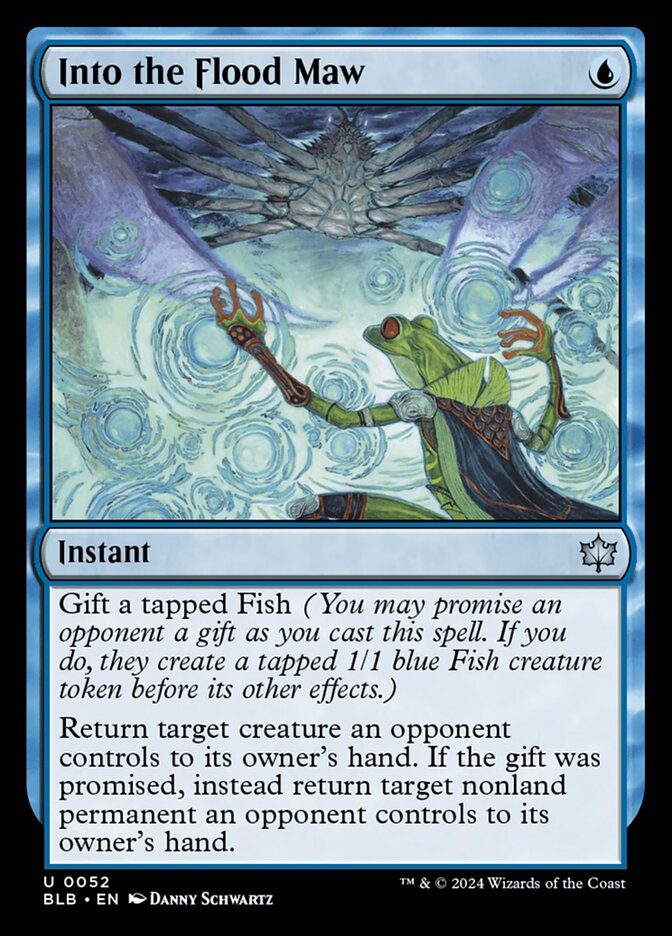 Into the Flood Maw
Instant
Gift a tapped Fish (You may promise an
opponent a gift as you cast this spell. If you
do, they create a tapped 1/1 blue Fish creature
token before its other effects.)
Return target creature an opponent
controls to its owner's hand. If the gift was
promised, instead return target nonland
permanent an opponent controls to its
owner's hand.
U 0052
BLB • EN Danny Schwartz
™ & © 2024 Wizards of the Coast